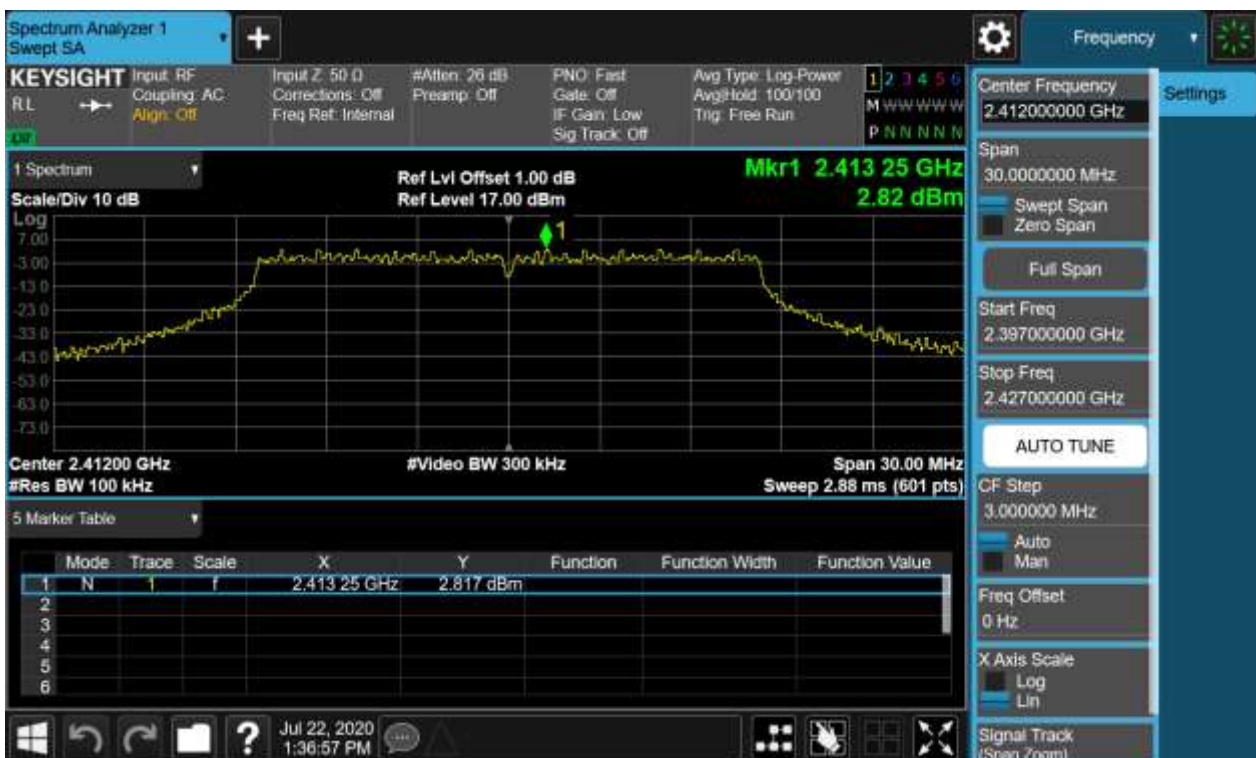 Spectrum Analyzer 1
Swept SA
+
Frequency
KEYSIGHT
RL
Input: RF
Coupling: AC
Align: Off
Input Z: 50 Ω
Corrections: Off
Freq Ref: Internal
#Atten: 26 dB
Preamp: Off
PNO: Fast
Gate: Off
IF Gain: Low
Sig Track: Off
Avg Type: Log-Power
Avg|Hold: 100/100
Trig: Free Run
1 2 3 4 5 6
M W W W W W
P N N N N N
1 Spectrum
Scale/Div 10 dB
Ref Lvl Offset 1.00 dB
Ref Level 17.00 dBm
Mkr1 2.413 25 GHz
2.82 dBm
Log
7.00
-3.00
-13.0
-23.0
-33.0
-43.0
-53.0
-63.0
-73.0
1
Center 2.41200 GHz
#Video BW 300 kHz
Span 30.00 MHz
#Res BW 100 kHz
Sweep 2.88 ms (601 pts)
5 Marker Table
Mode Trace Scale X Y Function Function Width Function Value
1 N 1 f 2.413 25 GHz 2.817 dBm
2
3
4
5
6
?
Jul 22, 2020
1:36:57 PM
Center Frequency
2.412000000 GHz
Settings
Span
30.0000000 MHz
Swept Span
Zero Span
Full Span
Start Freq
2.397000000 GHz
Stop Freq
2.427000000 GHz
AUTO TUNE
CF Step
3.000000 MHz
Auto
Man
Freq Offset
0 Hz
X Axis Scale
Log
Lin
Signal Track
(Span Zoom)